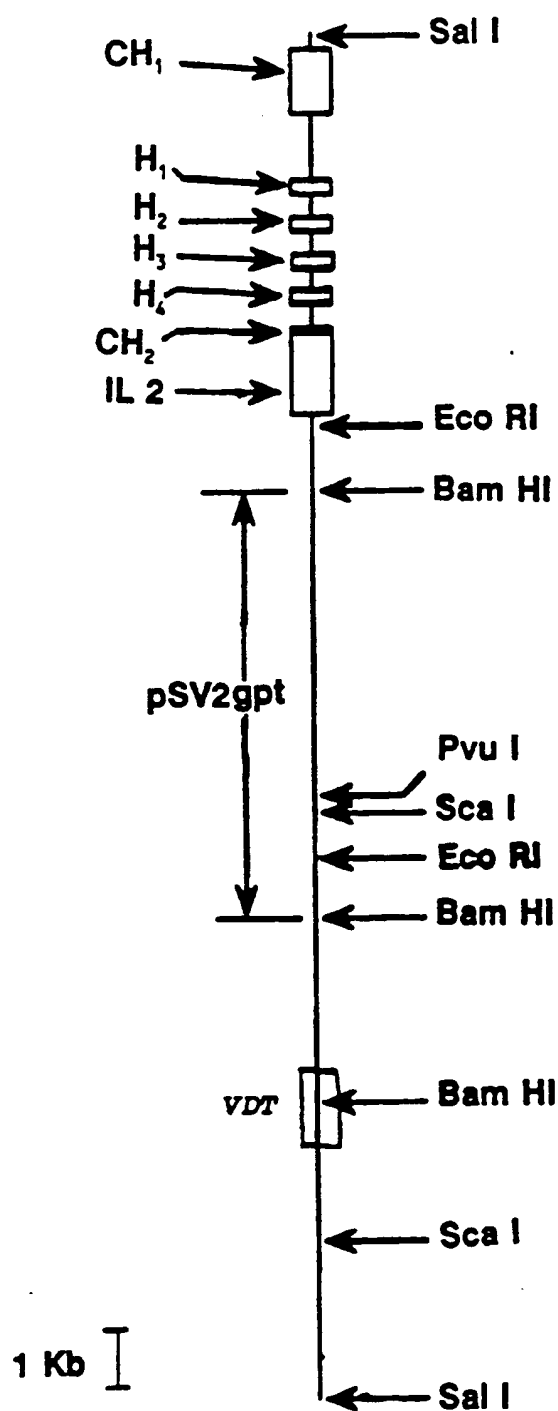 Sal I
CH₁
H₁
H₂
H₃
H₄
CH₂
IL 2
Eco RI
Bam HI
pSV2gpt
Pvu I
Sca I
Eco RI
Bam HI
VDT
Bam HI
Sca I
1 Kb
Sal I